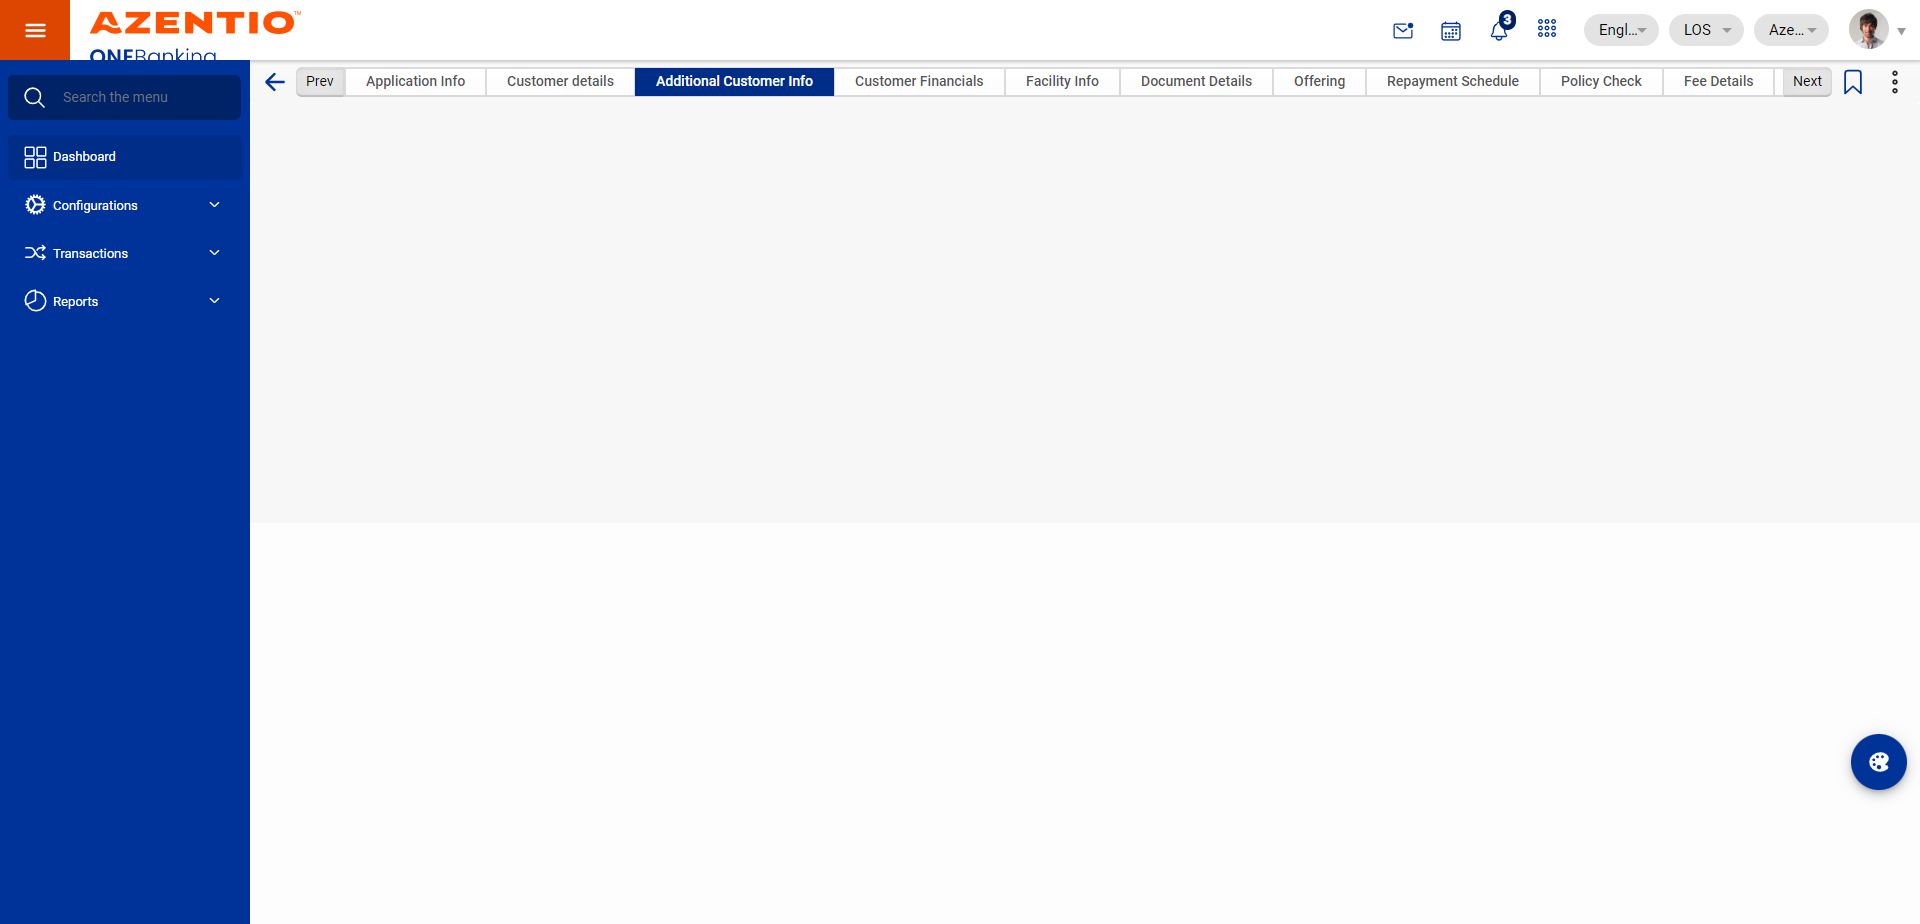 AZENTIO™
ONEBanking
3
Engl...
LOS
Aze...
Search the menu
Dashboard
Configurations
Transactions
Reports
Prev
Application Info
Customer details
Additional Customer Info
Customer Financials
Facility Info
Document Details
Offering
Repayment Schedule
Policy Check
Fee Details
Next